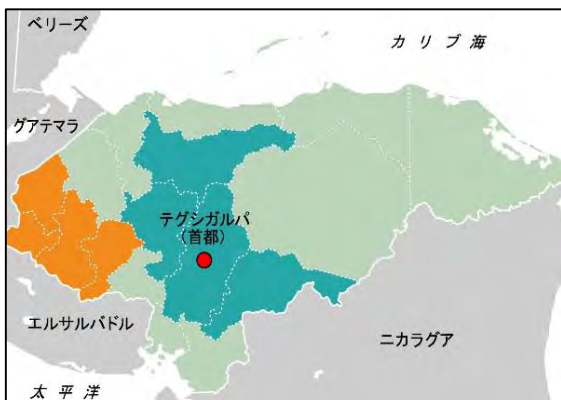 ベリーズ
カリブ海
グアテマラ
テグシガルパ
(首都)
エルサルバドル
ニカラグア
太平洋